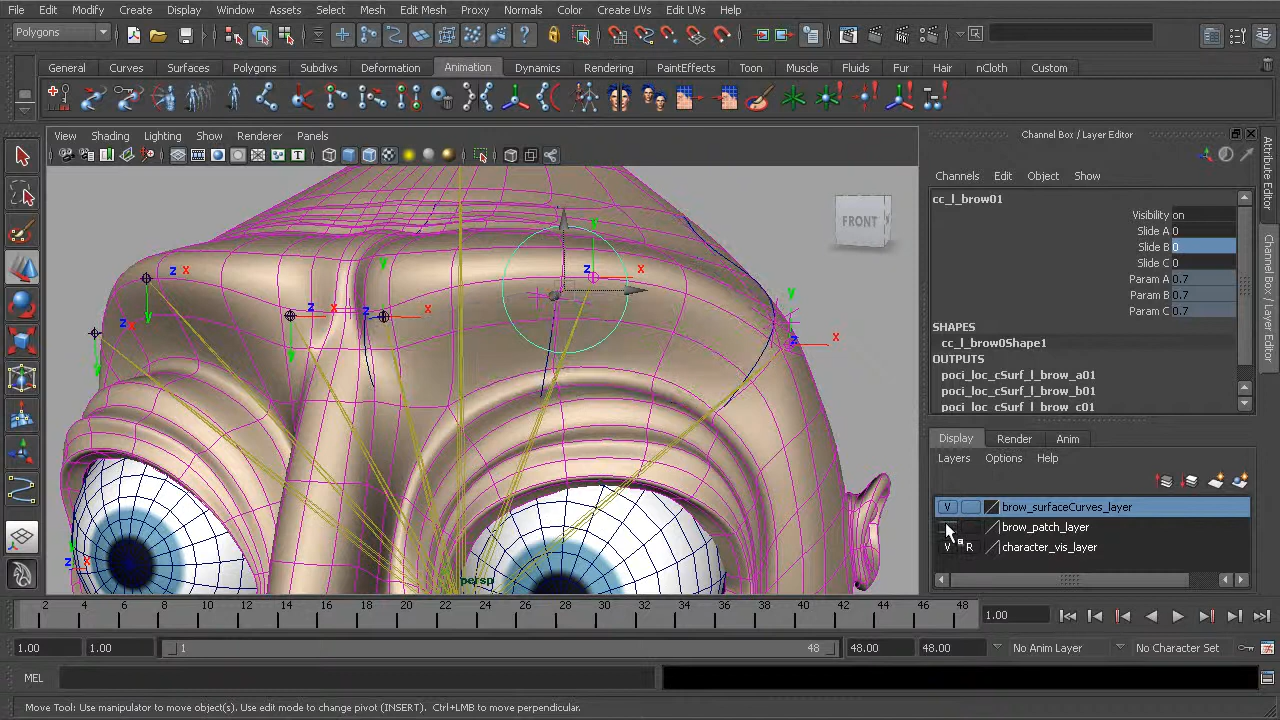 File Edit Modify Create Display Window Assets Select Mesh Edit Mesh Proxy Normals Color Create UVs Edit UVs Help
Polygons
General Curves Surfaces Polygons Subdivs Deformation Animation Dynamics Rendering PaintEffects Toon Muscle Fluids Fur Hair nCloth Custom
View Shading Lighting Show Renderer Panels
Channel Box / Layer Editor
Channels Edit Object Show
cc_l_brow01
Visibility on
Slide A 0
Slide B 0
Slide C 0
Param A 0.7
Param B 0.7
Param C 0.7
SHAPES
cc_l_brow0Shape1
OUTPUTS
poci_loc_cSurf_l_brow_a01
poci_loc_cSurf_l_brow_b01
poci_loc_cSurf_l_brow_c01
Attribute Editor
Channel Box / Layer Editor
FRONT
z x y
z x y
z x y
z x y
z x y
z x y
z x y
persp
Display Render Anim
Layers Options Help
V brow_surfaceCurves_layer
brow_patch_layer
V R character_vis_layer
2 4 6 8 10 12 14 16 18 20 22 24 26 28 30 32 34 36 38 40 42 44 46 48 1.00
1.00 1.00 1 48 48.00 48.00 No Anim Layer No Character Set
MEL
Move Tool: Use manipulator to move object(s). Use edit mode to change pivot (INSERT). Ctrl+LMB to move perpendicular.